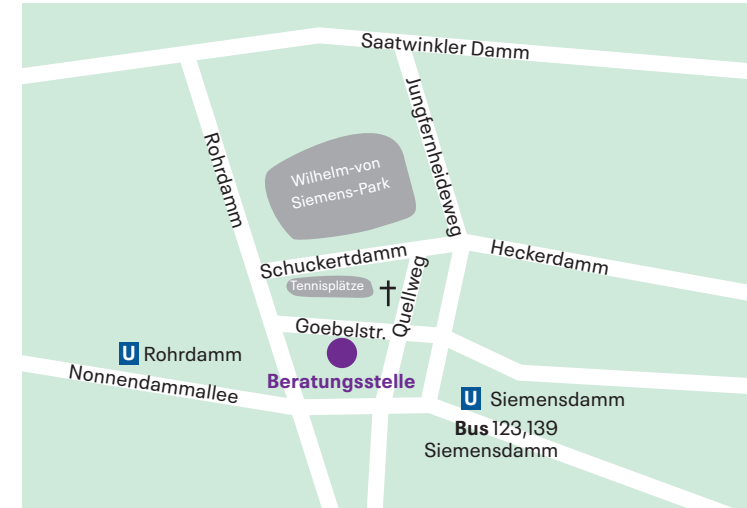 Saatwinkler Damm
Jungfernheideweg
Rohrdamm
Wilhelm-von
Siemens-Park
Schuckertdamm
Heckerdamm
Tennisplätze
Quellweg
Goebelstr.
U Rohrdamm
Beratungsstelle
Nonnendammallee
U Siemensdamm
Bus 123,139
Siemensdamm